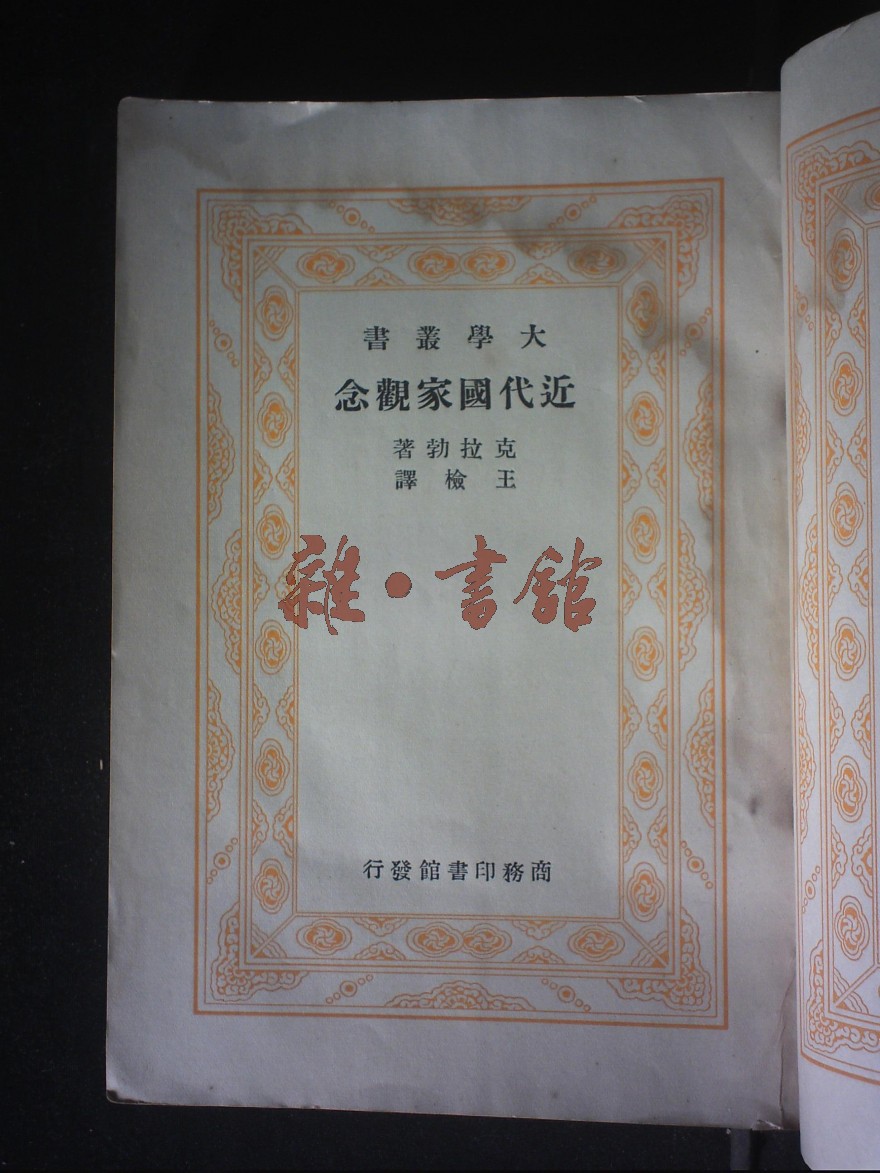 大學叢書
近代國家觀念
克拉勃著
王檢譯
雜·書館
商務印書館發行